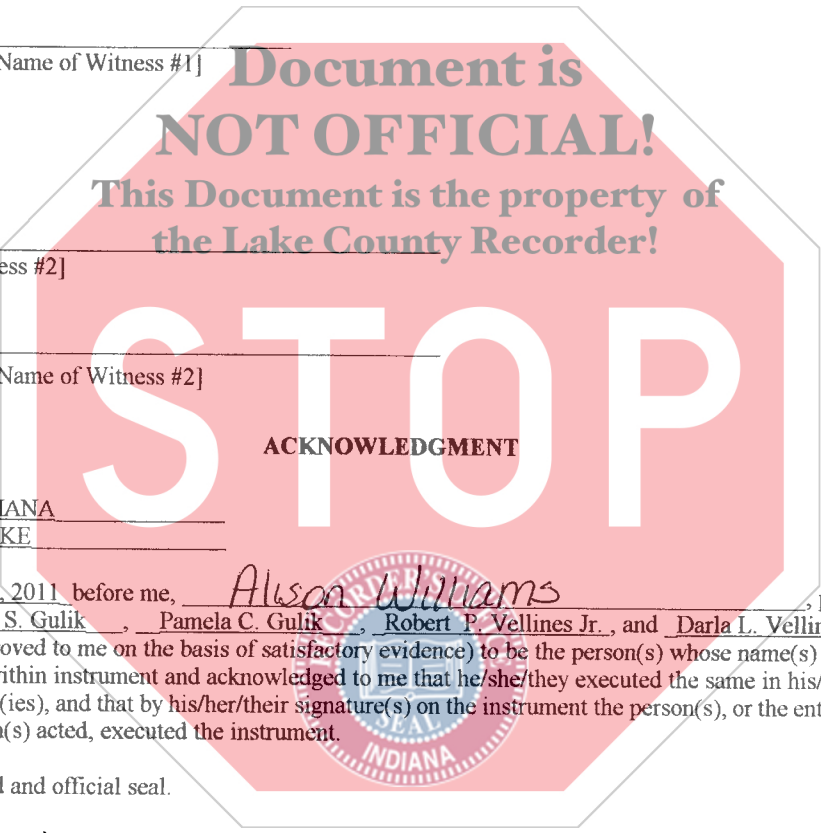 Name of Witness #1]
Document is
NOT OFFICIAL!
This Document is the property of
the Lake County Recorder!
ess #2]
Name of Witness #2]
STOP
ACKNOWLEDGMENT
IANA
KE
, 2011 before me, Alison Williams,
S. Gulik , Pamela C. Gulik , Robert P. Vellines Jr. , and Darla L. Vellin
oved to me on the basis of satisfactory evidence) to be the person(s) whose name(s)
ithin instrument and acknowledged to me that he/she/they executed the same in his/
(ies), and that by his/her/their signature(s) on the instrument the person(s), or the ent
n(s) acted, executed the instrument.
d and official seal.
SEAL
INDIANA